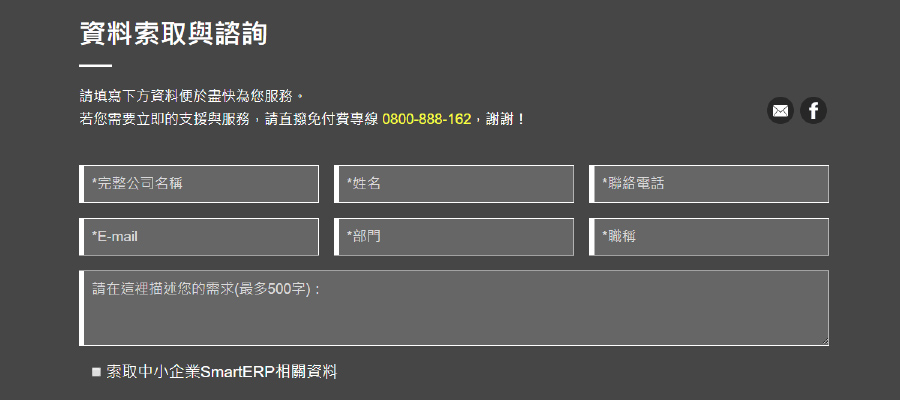 資料索取與諮詢
請填寫下方資料便於盡快為您服務。
若您需要立即的支援與服務，請直撥免付費專線 0800-888-162，謝謝！
*完整公司名稱
*姓名
*聯絡電話
*E-mail
*部門
*職稱
請在這裡描述您的需求(最多500字)：
索取中小企業SmartERP相關資料